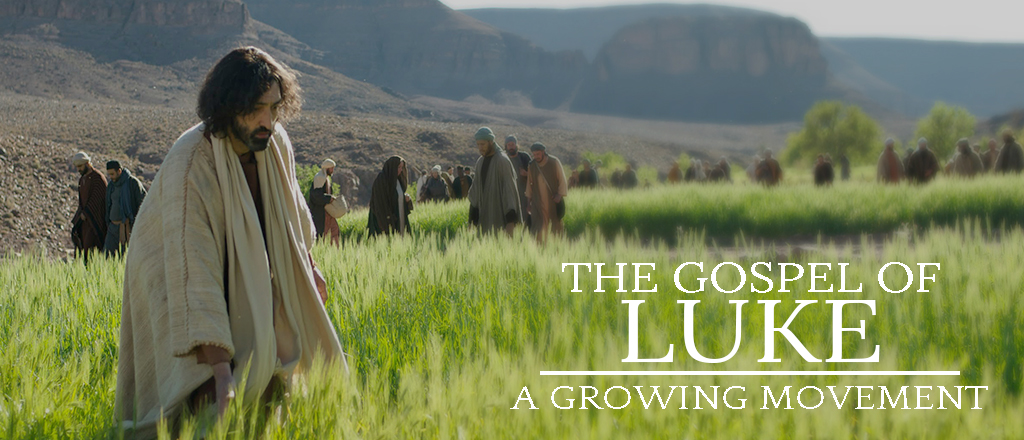 THE GOSPEL OF
LUKE
A GROWING MOVEMENT